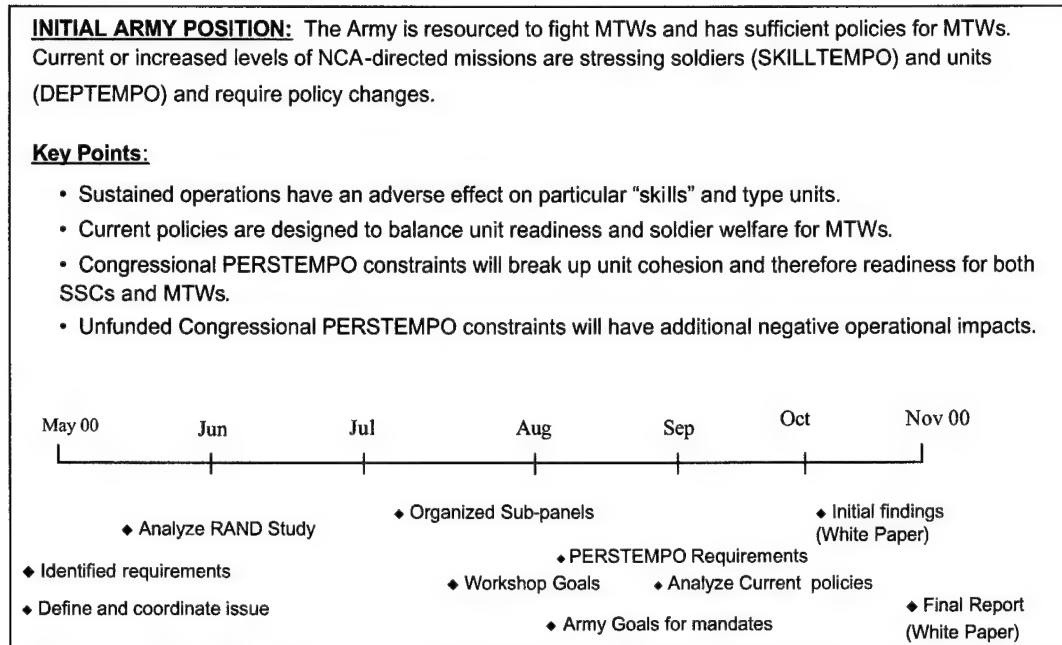 INITIAL ARMY POSITION: The Army is resourced to fight MTWs and has sufficient policies for MTWs.
Current or increased levels of NCA-directed missions are stressing soldiers (SKILLTEMPO) and units
(DEPTEMPO) and require policy changes.
Key Points:
• Sustained operations have an adverse effect on particular “skills” and type units.
• Current policies are designed to balance unit readiness and soldier welfare for MTWs.
• Congressional PERSTEMPO constraints will break up unit cohesion and therefore readiness for both
SSCs and MTWs.
• Unfunded Congressional PERSTEMPO constraints will have additional negative operational impacts.
May 00 Jun Jul Aug Sep Oct Nov 00
◆ Analyze RAND Study ◆ Organized Sub-panels ◆ Initial findings
(White Paper)
◆ PERSTEMPO Requirements
◆ Identified requirements ◆ Workshop Goals ◆ Analyze Current policies
◆ Define and coordinate issue ◆ Army Goals for mandates ◆ Final Report
(White Paper)